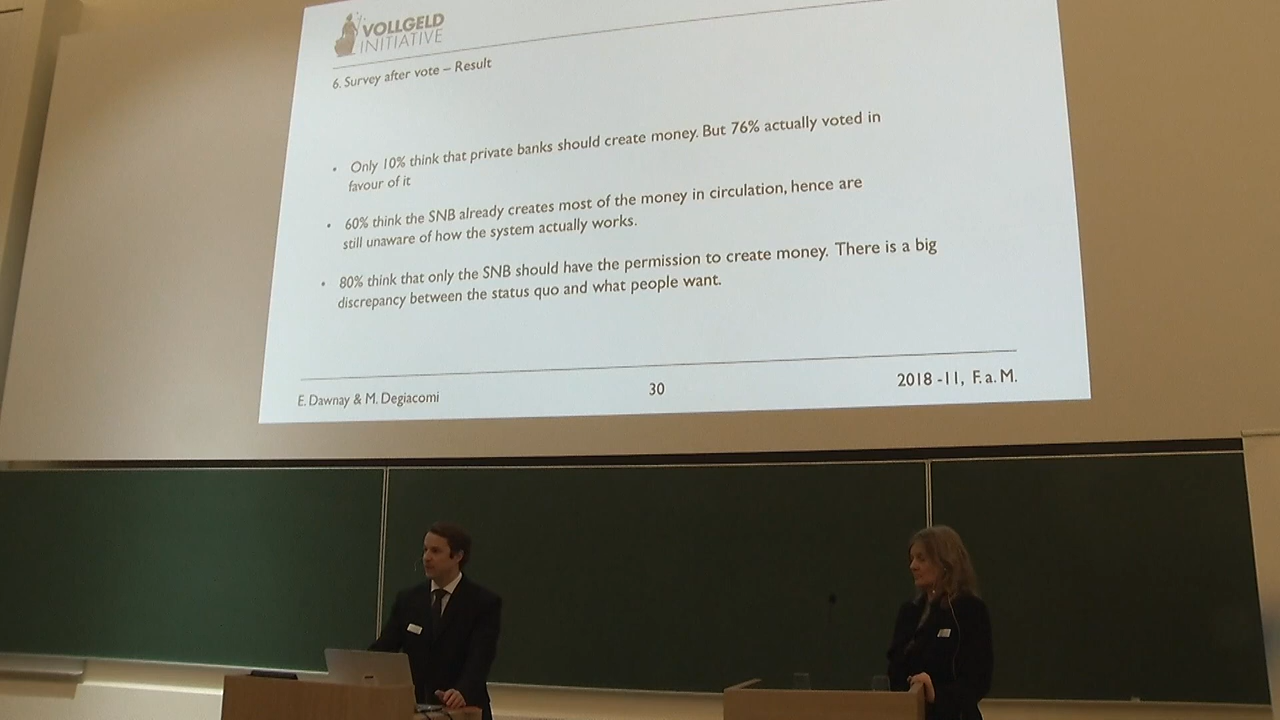 VOLLGELD
INITIATIVE
6. Survey after vote – Result
• Only 10% think that private banks should create money. But 76% actually voted in
favour of it
• 60% think the SNB already creates most of the money in circulation, hence are
still unaware of how the system actually works.
• 80% think that only the SNB should have the permission to create money. There is a big
discrepancy between the status quo and what people want.
E. Dawnay & M. Degiacomi
30
2018 -11, F. a. M.